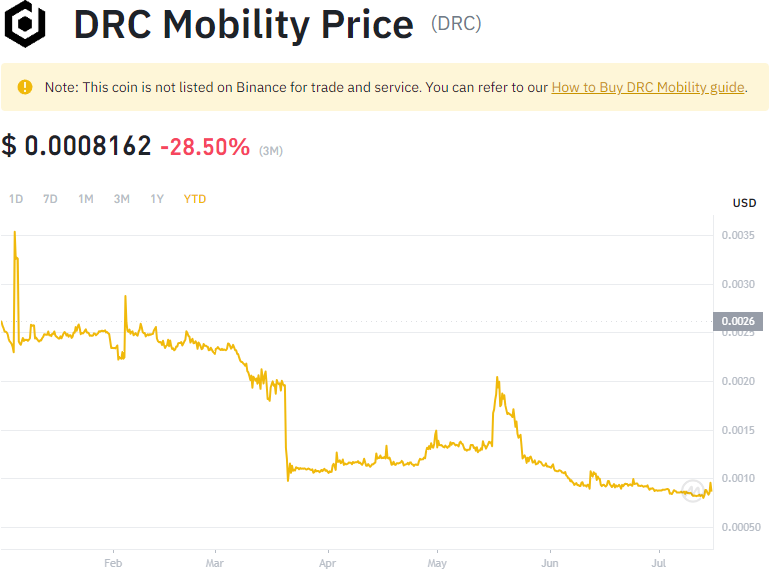 DRC Mobility Price (DRC)
Note: This coin is not listed on Binance for trade and service. You can refer to our How to Buy DRC Mobility guide.
$ 0.0008162 -28.50% (3M)
1D 7D 1M 3M 1Y YTD
USD
0.0035
0.0030
0.0026
0.0025
0.0020
0.0015
0.0010
0.00050
Feb Mar Apr May Jun Jul